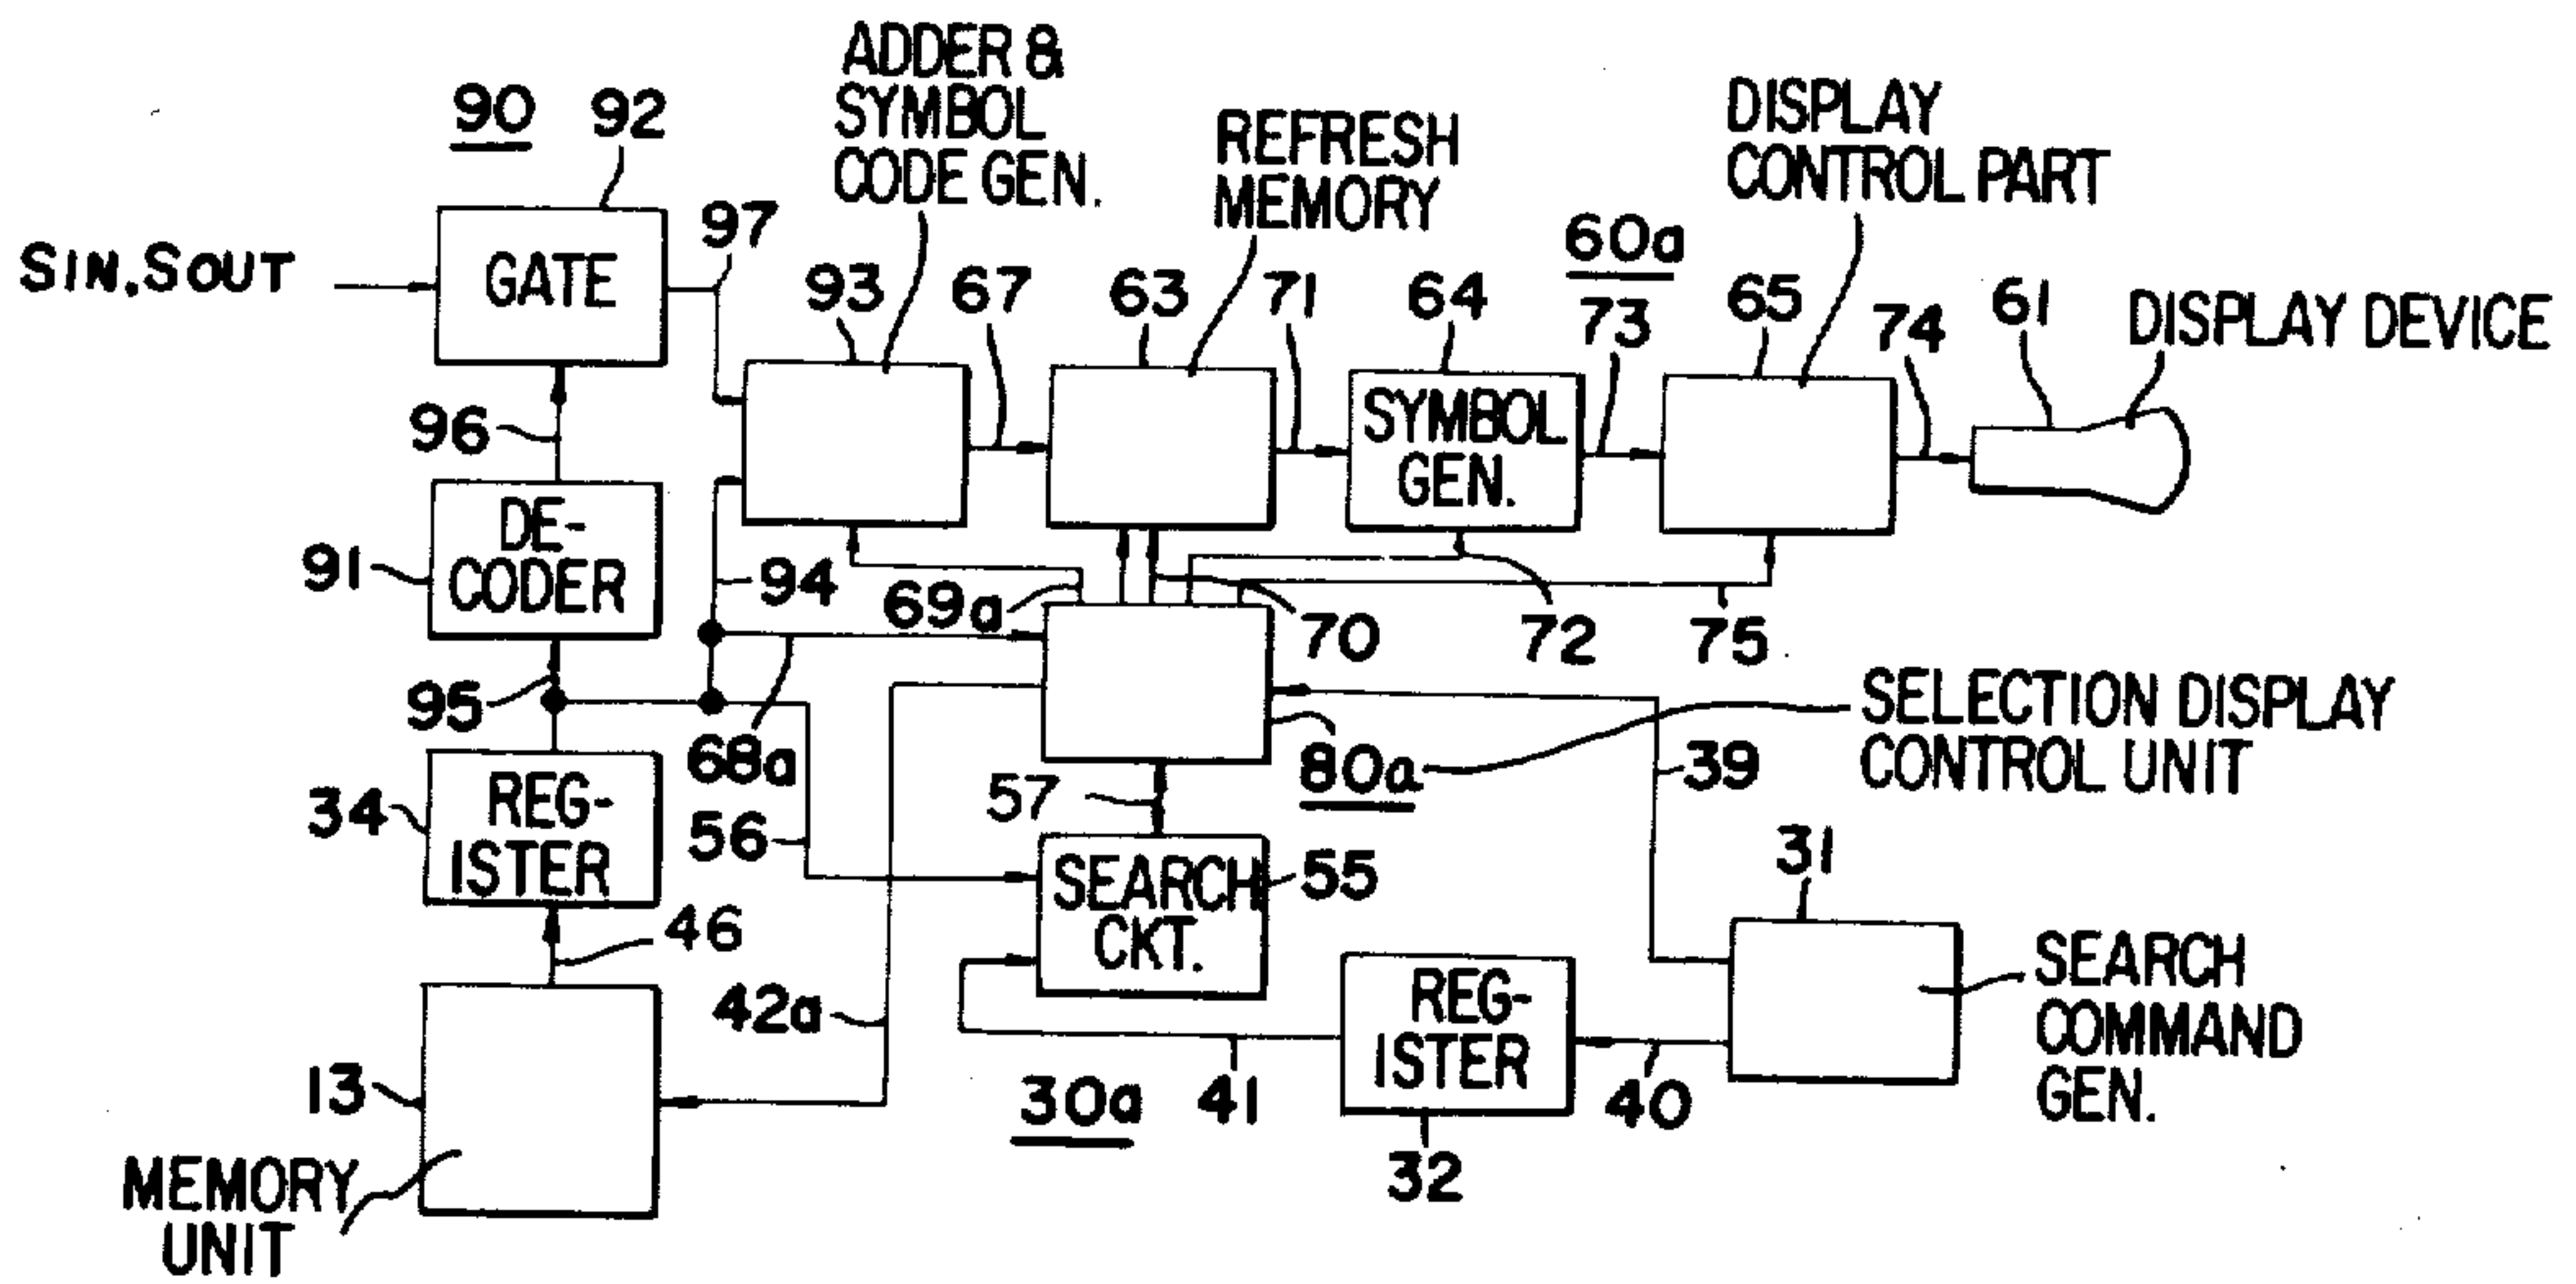 ADDER &
SYMBOL
CODE GEN.
90
92
REFRESH
MEMORY
DISPLAY
CONTROL PART
SIN, SOUT
GATE
97
93
67
63
71
64
60a
73
65
74
61
DISPLAY DEVICE
96
SYMBOL
GEN.
91
DE-
CODER
94
69a
70
72
75
95
68a
SELECTION DISPLAY
CONTROL UNIT
80a
39
57
34
REG-
ISTER
56
SEARCH
CKT.
55
31
46
42a
REG-
ISTER
SEARCH
COMMAND
GEN.
13
30a
41
40
32
MEMORY
UNIT